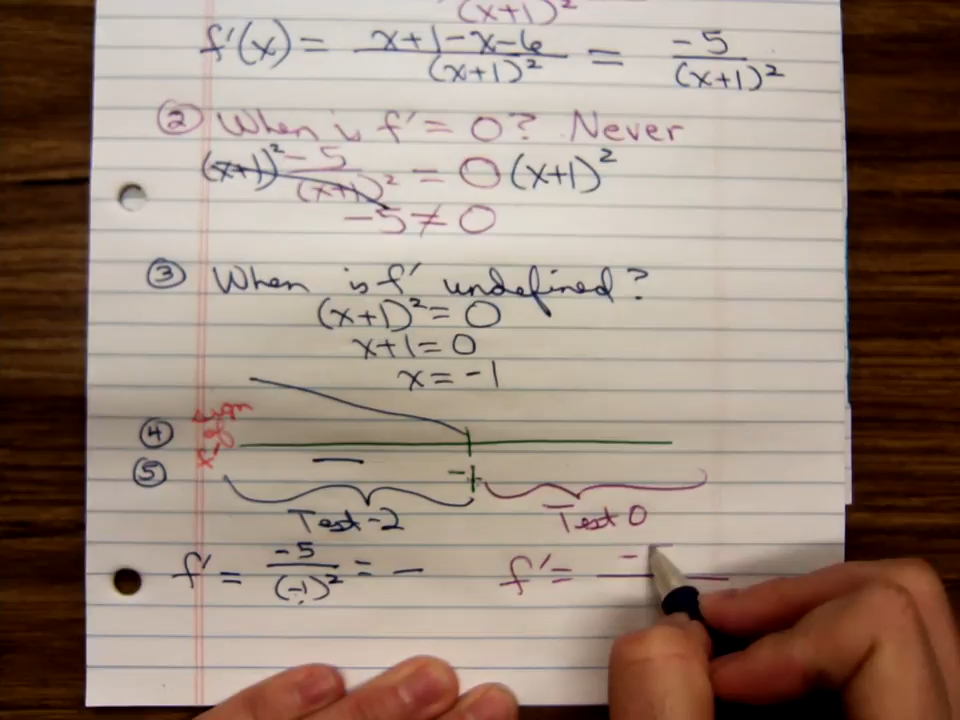 (x+1)²
f'(x) = x+1-x-6 / (x+1)² = -5 / (x+1)²
② When is f' = 0? Never
(x+1)² -5 / (x+1)² = 0 (x+1)²
-5 ≠ 0
③ When is f' undefined?
(x+1)² = 0
x+1 = 0
x = -1
sign of
④
⑤ — -1
Test -2 Test 0
f' = -5 / (-1)² = - f' = -